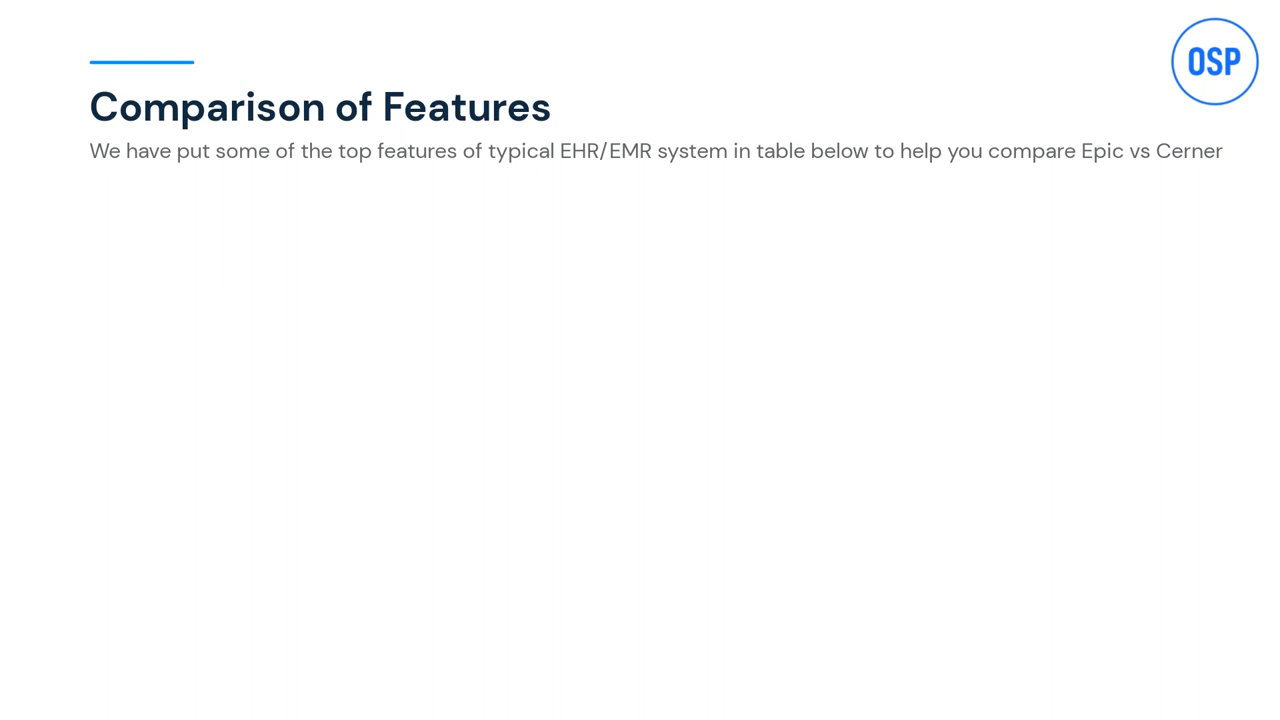 OSP
Comparison of Features
We have put some of the top features of typical EHR/EMR system in table below to help you compare Epic vs Cerner